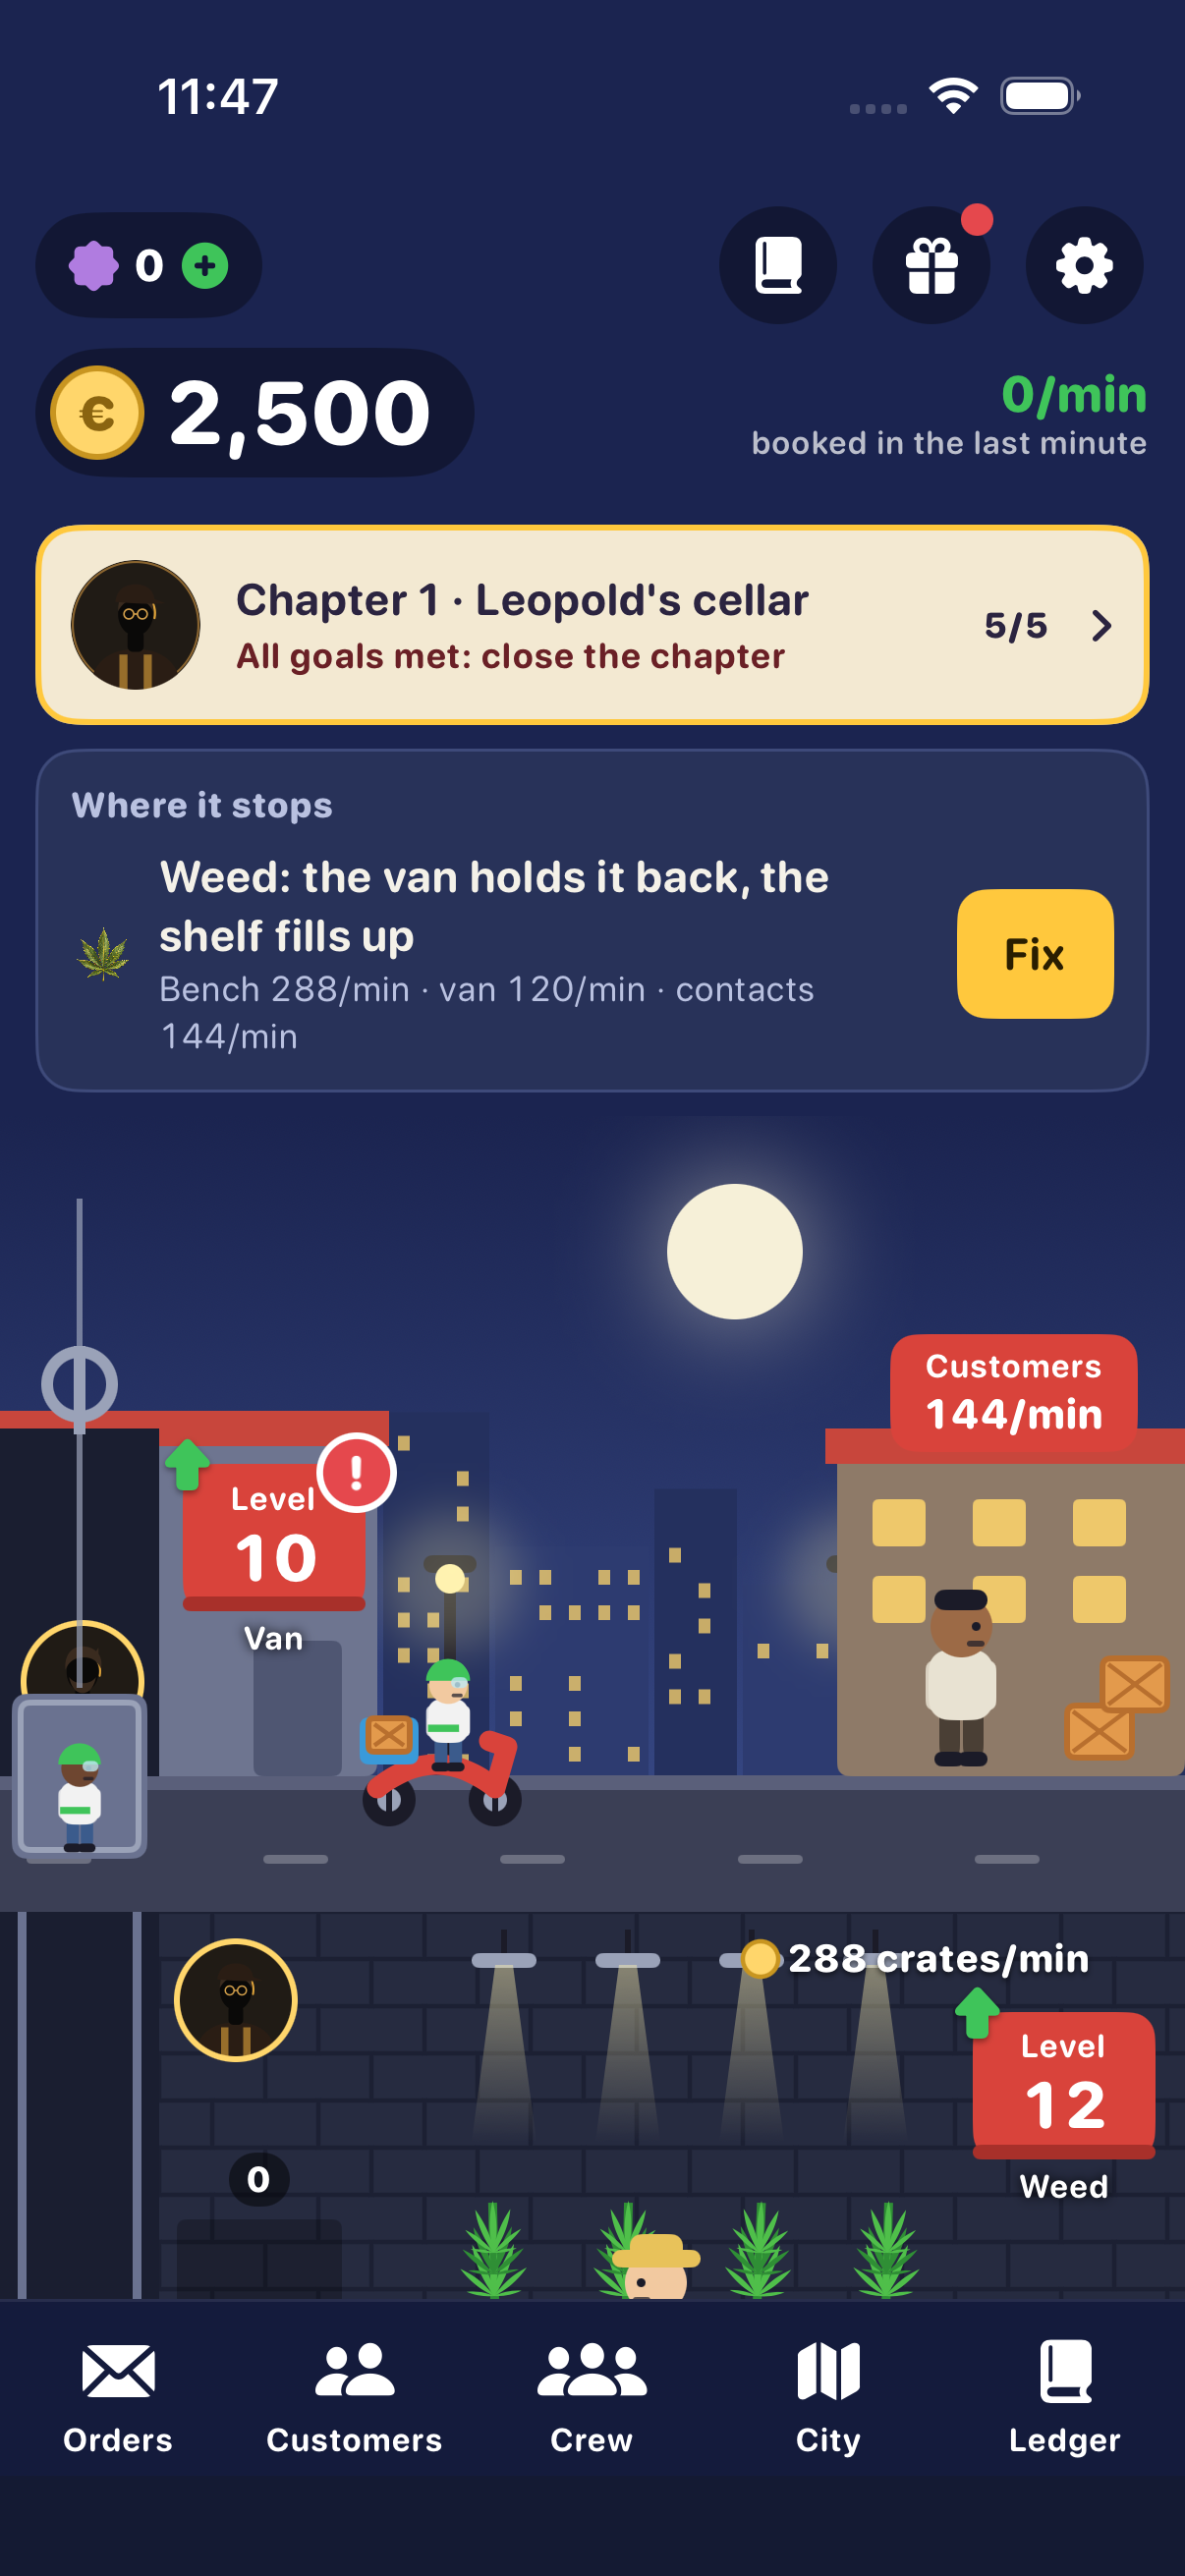 11:47
0
€ 2,500
0/min
booked in the last minute
Chapter 1 · Leopold's cellar
All goals met: close the chapter
5/5
Where it stops
Weed: the van holds it back, the
shelf fills up
Bench 288/min · van 120/min · contacts
144/min
Fix
Customers
144/min
Level
10
!
Van
288 crates/min
Level
12
Weed
0
Orders
Customers
Crew
City
Ledger